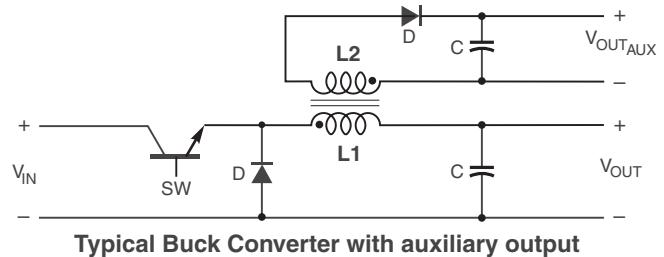 +
D
C
V_OUT_AUX
L2
−
+
+
L1
V_IN
SW
D
C
V_OUT
−
−
Typical Buck Converter with auxiliary output